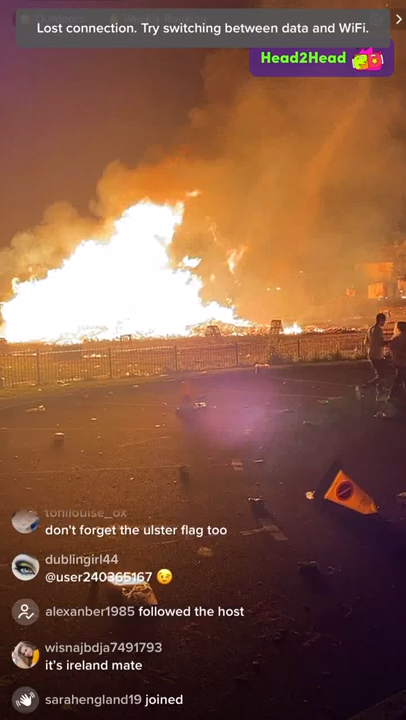 Lost connection. Try switching between data and WiFi.
Head2Head
tonilouise_ox
don't forget the ulster flag too
dublingirl44
@user240365167 😉
alexanber1985 followed the host
wisnajbdja7491793
it's ireland mate
sarahengland19 joined